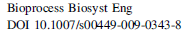 Bioprocess Biosyst Eng
DOI 10.1007/s00449-009-0343-8